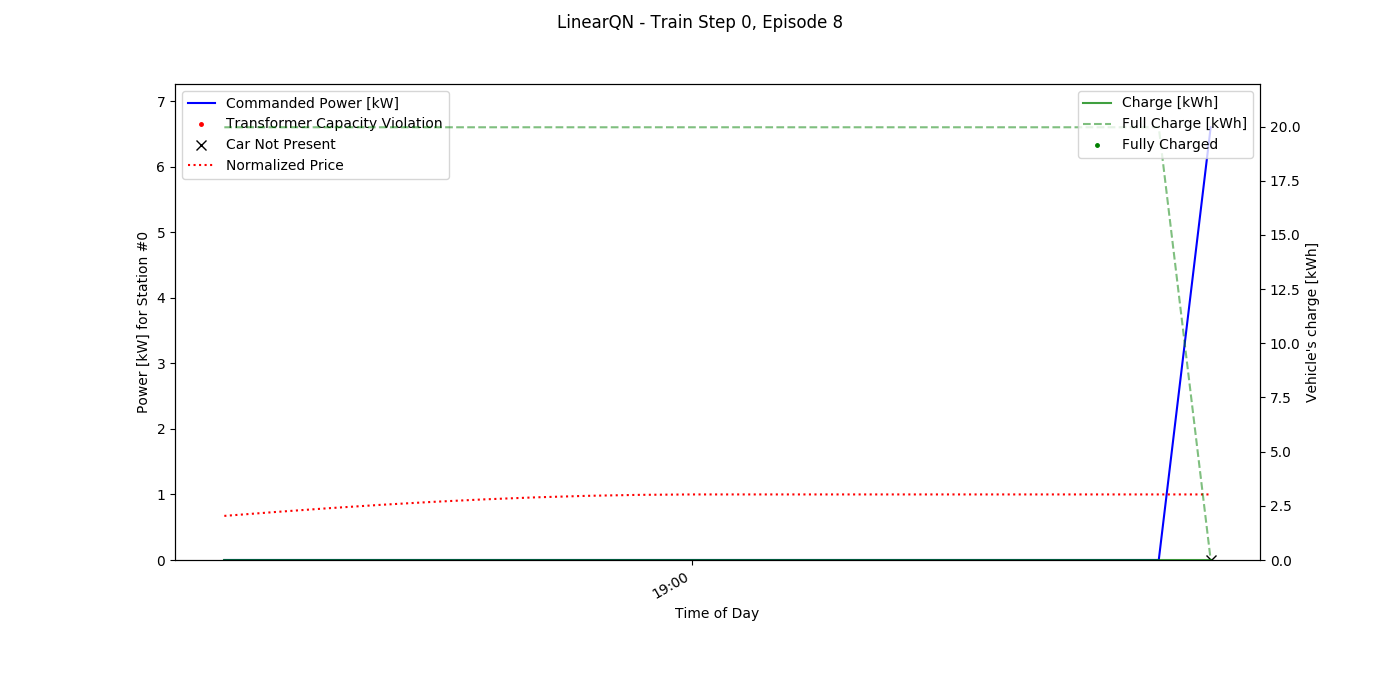 LinearQN - Train Step 0, Episode 8
Commanded Power [kW]
Transformer Capacity Violation
Car Not Present
Normalized Price
Charge [kWh]
Full Charge [kWh]
Fully Charged
7
6
5
4
3
2
1
0
Power [kW] for Station #0
20.0
17.5
15.0
12.5
10.0
7.5
5.0
2.5
0.0
Vehicle's charge [kWh]
19:00
Time of Day